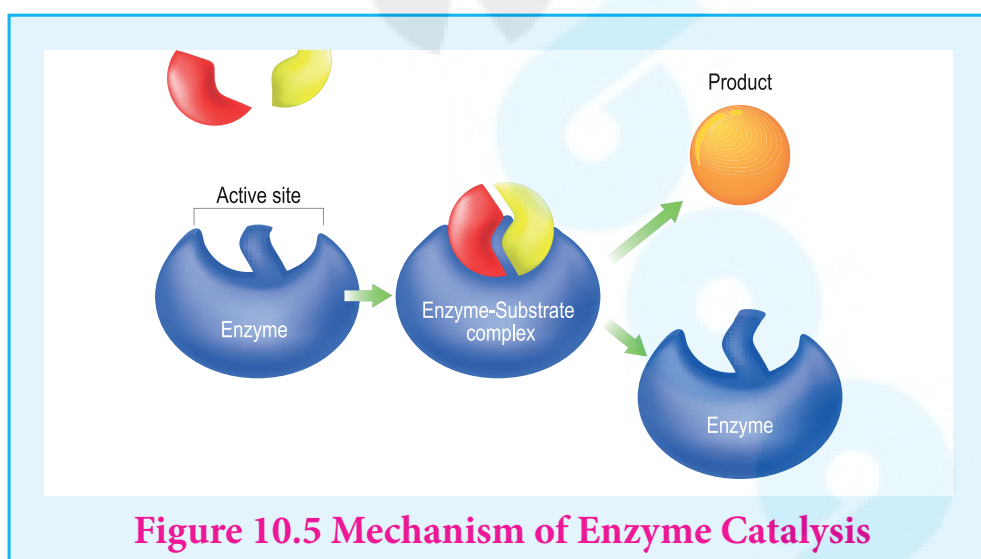 Product
Active site
Enzyme
Enzyme-Substrate
complex
Enzyme
Figure 10.5 Mechanism of Enzyme Catalysis